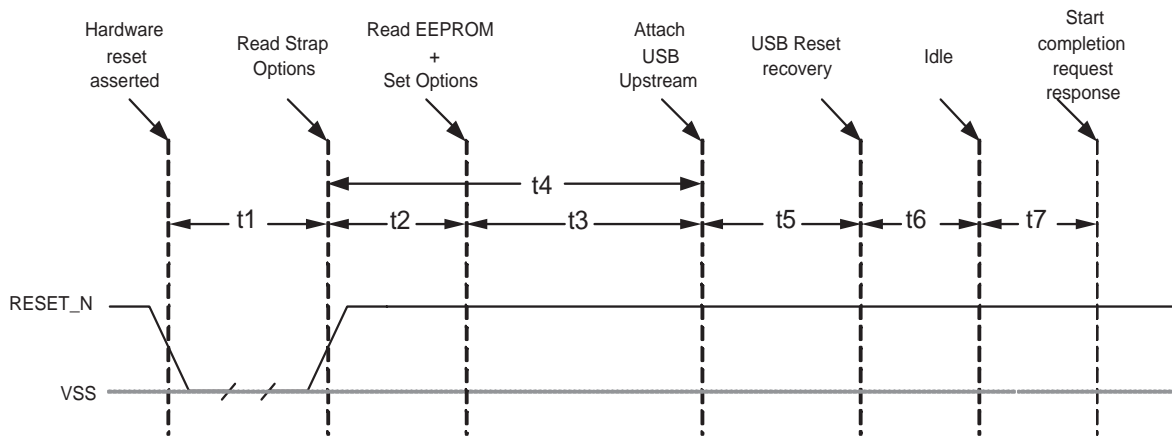 Hardware
reset
asserted
Read Strap
Options
Read EEPROM
+
Set Options
Attach
USB
Upstream
USB Reset
recovery
Idle
Start
completion
request
response
t4
t1
t2
t3
t5
t6
t7
RESET_N
VSS